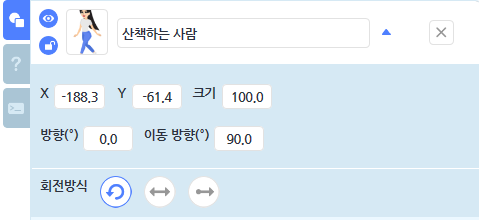 산책하는 사람
X -188.3 Y -61.4 크기 100.0
방향(°) 0.0 이동 방향(°) 90.0
회전방식